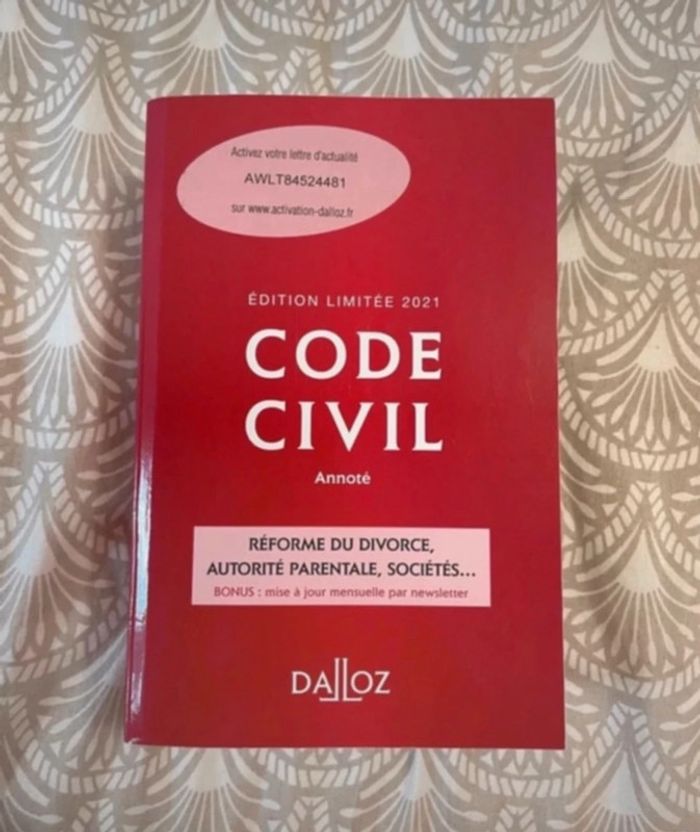 Activez votre lettre d'actualité
AWLT84524481
sur www.activation-dalloz.fr
ÉDITION LIMITÉE 2021
CODE
CIVIL
Annoté
RÉFORME DU DIVORCE,
AUTORITÉ PARENTALE, SOCIÉTÉS...
BONUS : mise à jour mensuelle par newsletter
DALLOZ